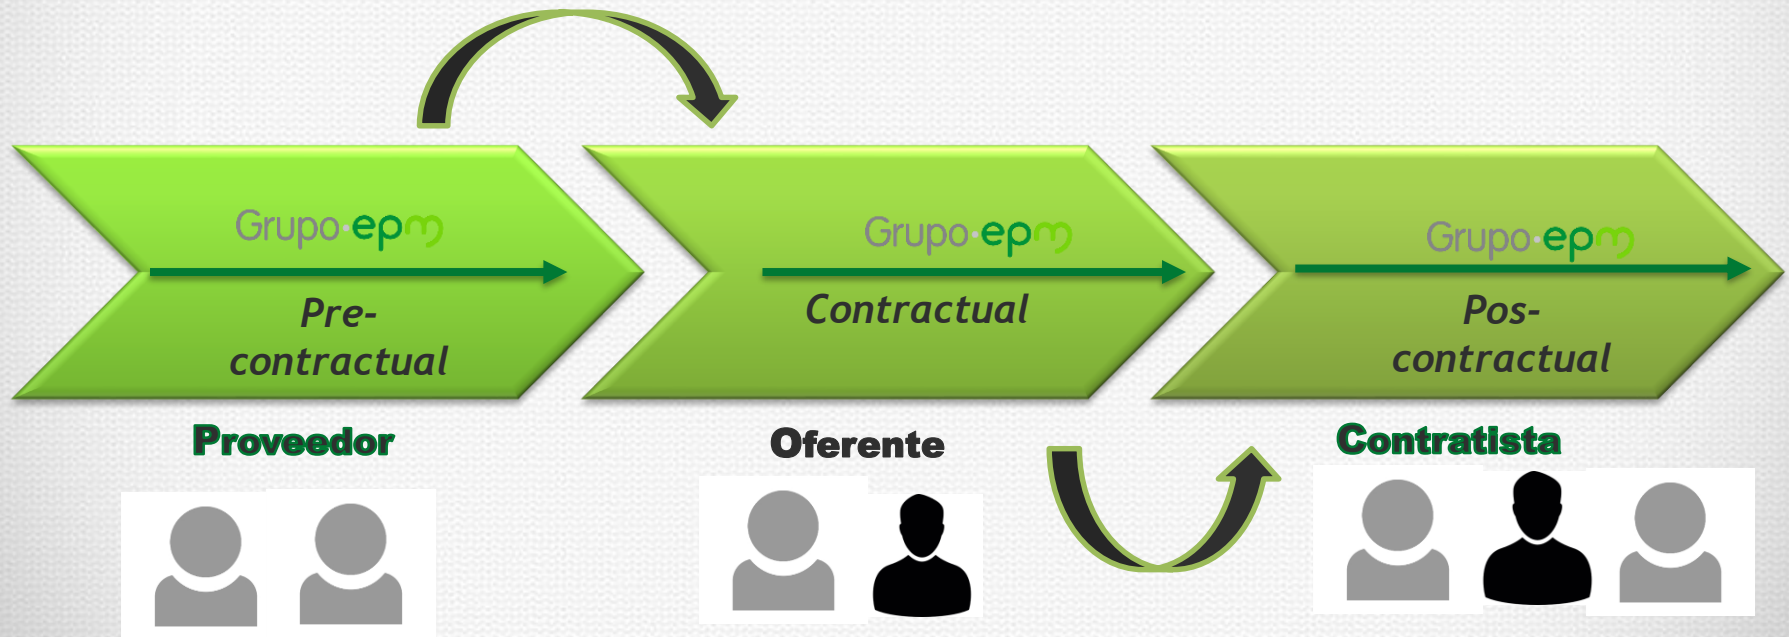 Grupo·epm
Pre-
contractual
Proveedor
Grupo·epm
Contractual
Oferente
Grupo·epm
Pos-
contractual
Contratista